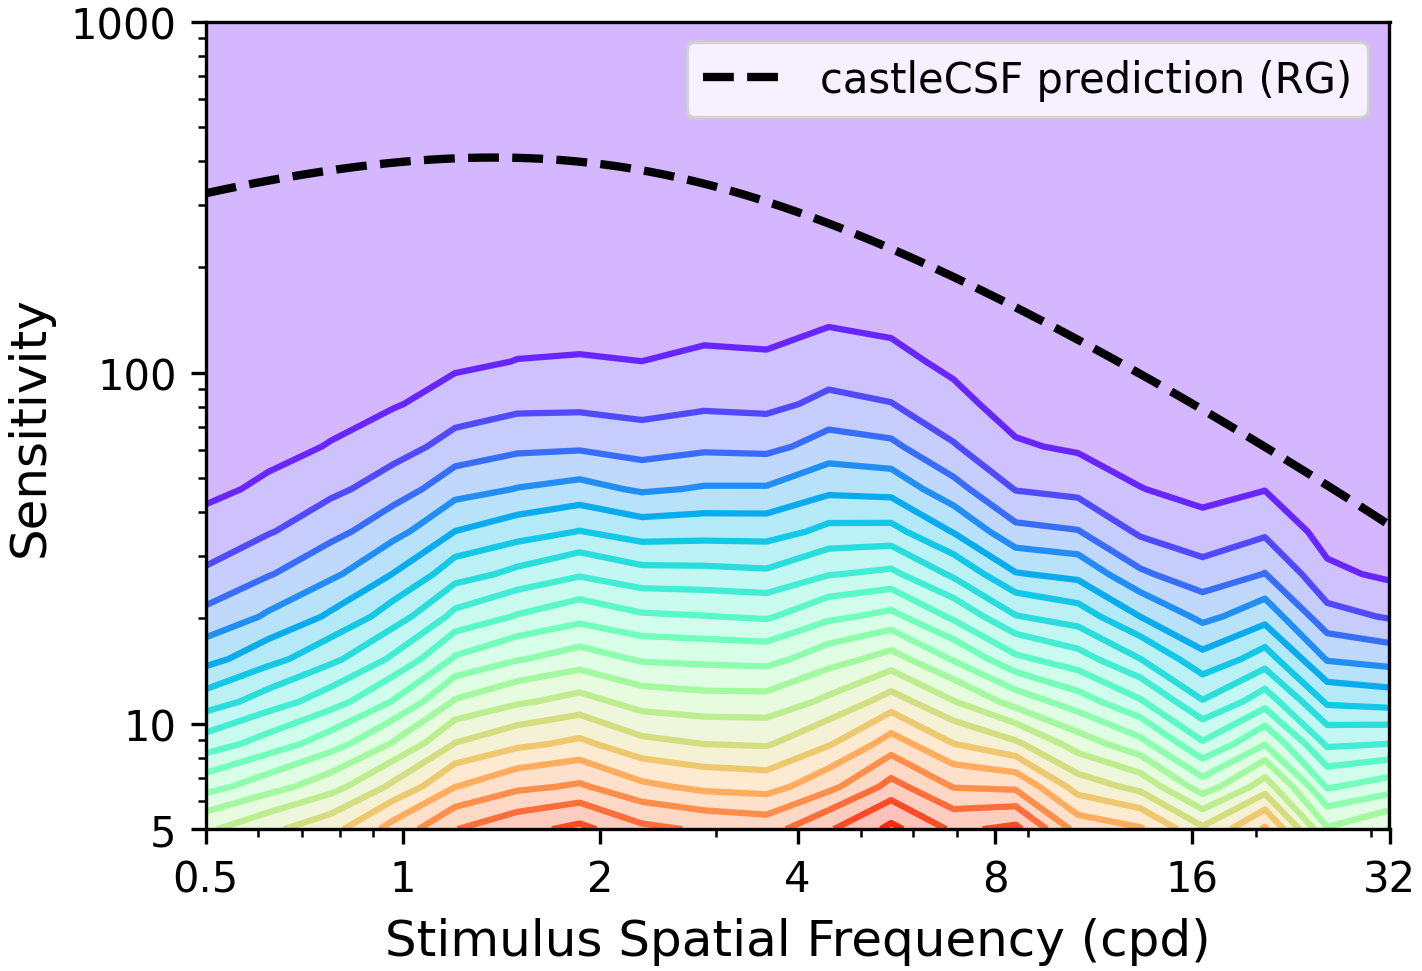 1000
castleCSF prediction (RG)
100
Sensitivity
10
5
0.5 1 2 4 8 16 32
Stimulus Spatial Frequency (cpd)